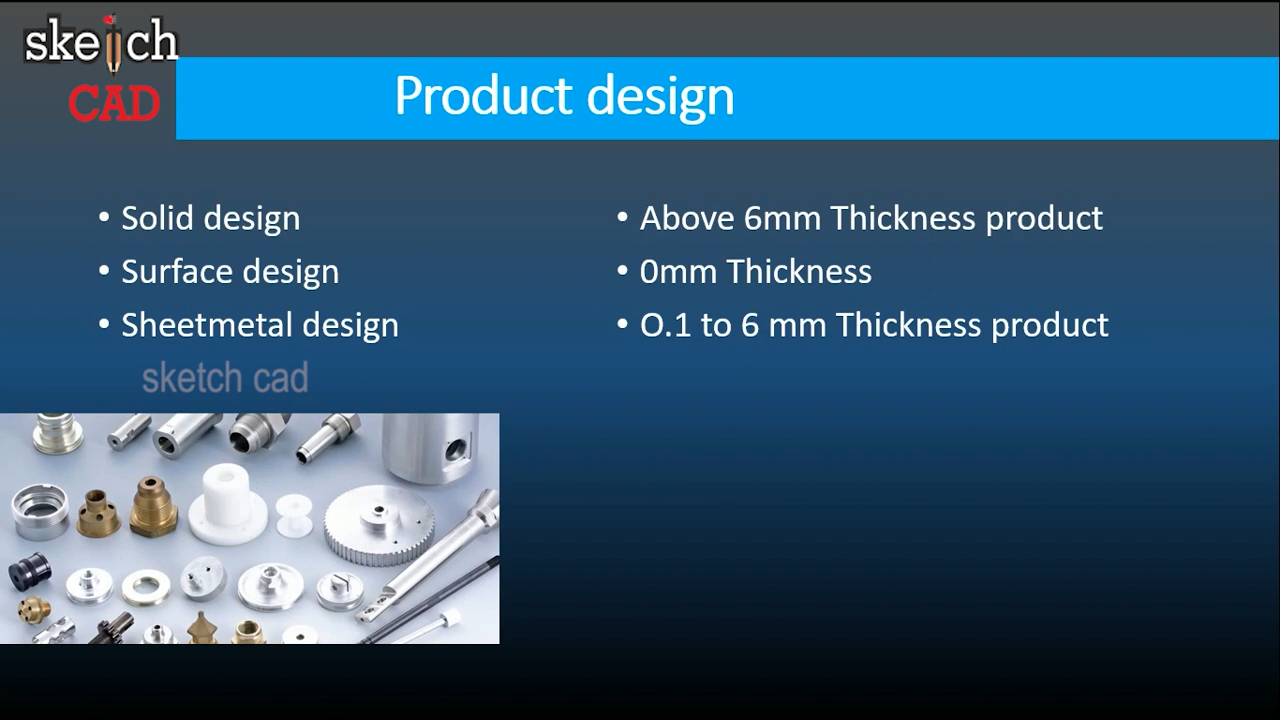 sketch
CAD
Product design
• Solid design
• Surface design
• Sheetmetal design
• Above 6mm Thickness product
• 0mm Thickness
• O.1 to 6 mm Thickness product
sketch cad